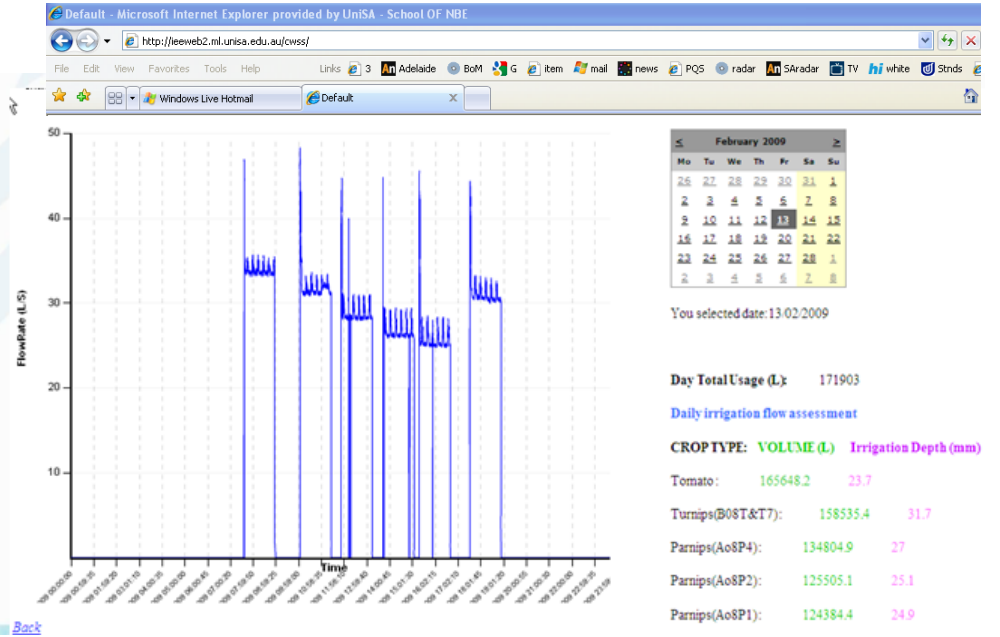 Default - Microsoft Internet Explorer provided by UniSA - School OF NBE
http://ieeweb2.ml.unisa.edu.au/cwss/
File Edit View Favorites Tools Help Links 3 Adelaide BoM G item mail news PQS radar SAradar TV white Stnds
Windows Live Hotmail Default
50
40
30
20
10
FlowRate (L/S)
Time
Back
< February 2009 >
Mo Tu We Th Fr Sa Su
26 27 28 29 30 31 1
2 3 4 5 6 7 8
9 10 11 12 13 14 15
16 17 18 19 20 21 22
23 24 25 26 27 28 1
2 3 4 5 6 7 8
You selected date:13/02/2009
Day Total Usage (L): 171903
Daily irrigation flow assessment
CROP TYPE: VOLUME (L) Irrigation Depth (mm)
Tomato: 165648.2 23.7
Turnips(B08T&T7): 158535.4 31.7
Parnips(Ao8P4): 134804.9 27
Parnips(Ao8P2): 125505.1 25.1
Parnips(Ao8P1): 124384.4 24.9